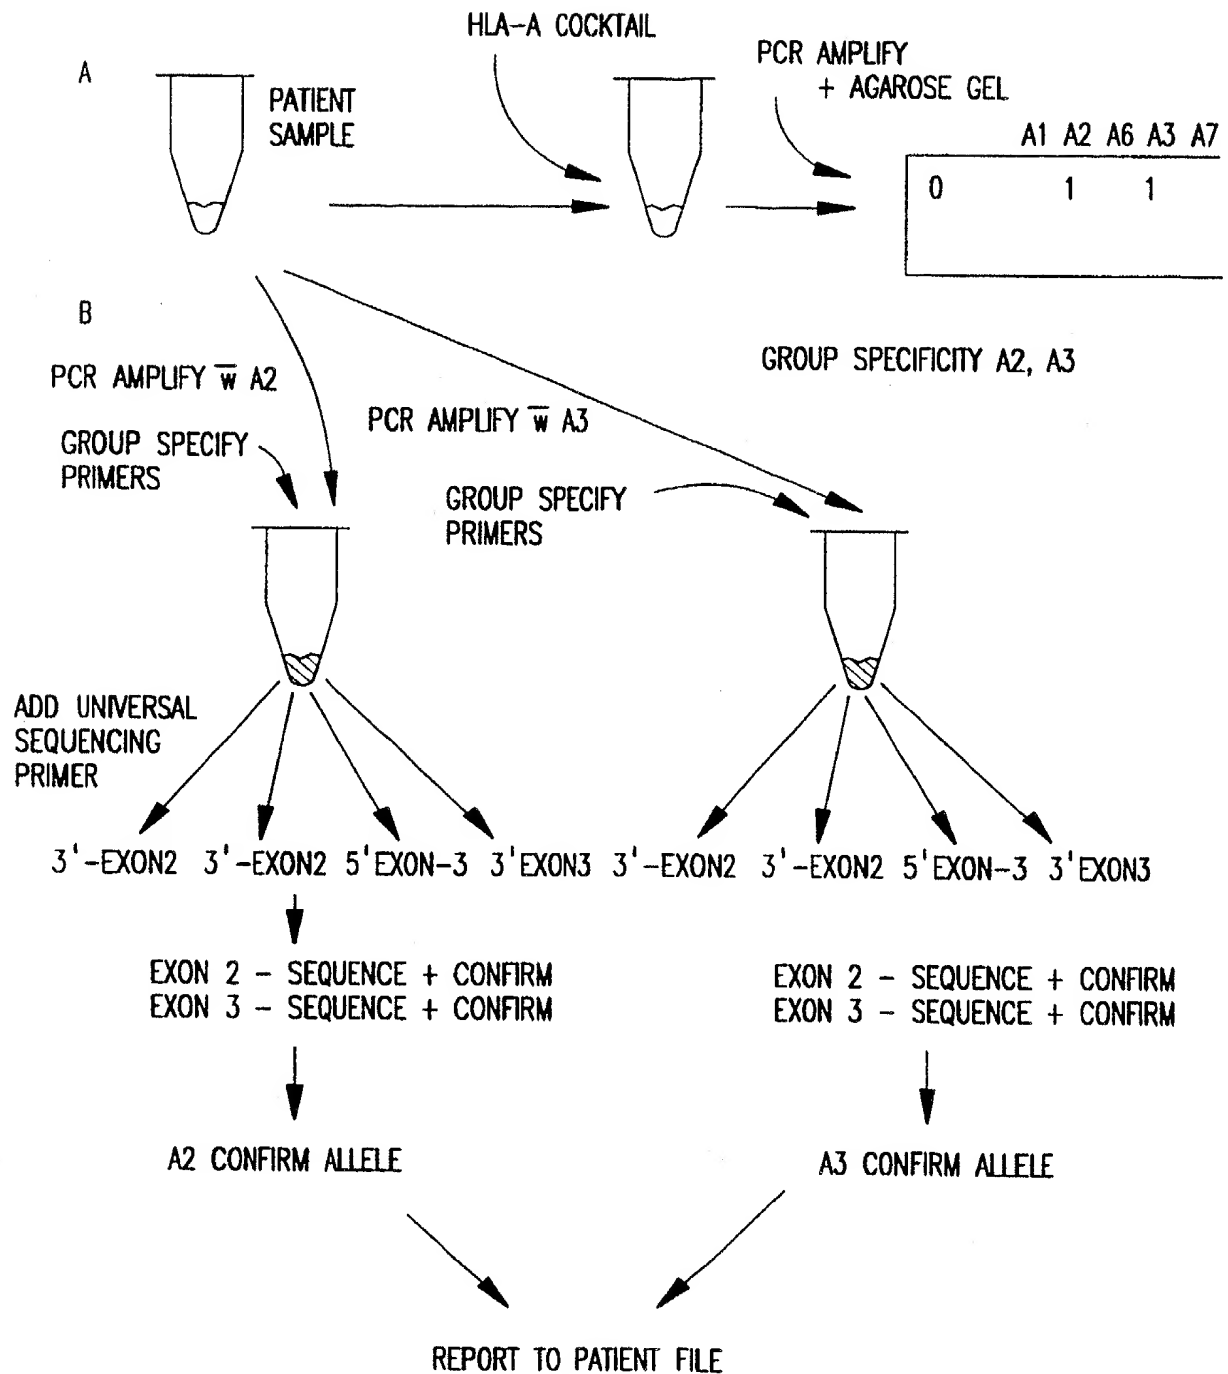 HLA-A COCKTAIL
A
PATIENT
SAMPLE
PCR AMPLIFY
+ AGAROSE GEL
A1 A2 A6 A3 A7
0 1 1
B
GROUP SPECIFICITY A2, A3
PCR AMPLIFY w̅ A2
GROUP SPECIFY
PRIMERS
PCR AMPLIFY w̅ A3
GROUP SPECIFY
PRIMERS
ADD UNIVERSAL
SEQUENCING
PRIMER
3'-EXON2 3'-EXON2 5'EXON-3 3'EXON3 3'-EXON2 3'-EXON2 5'EXON-3 3'EXON3
EXON 2 - SEQUENCE + CONFIRM
EXON 3 - SEQUENCE + CONFIRM
EXON 2 - SEQUENCE + CONFIRM
EXON 3 - SEQUENCE + CONFIRM
A2 CONFIRM ALLELE
A3 CONFIRM ALLELE
REPORT TO PATIENT FILE